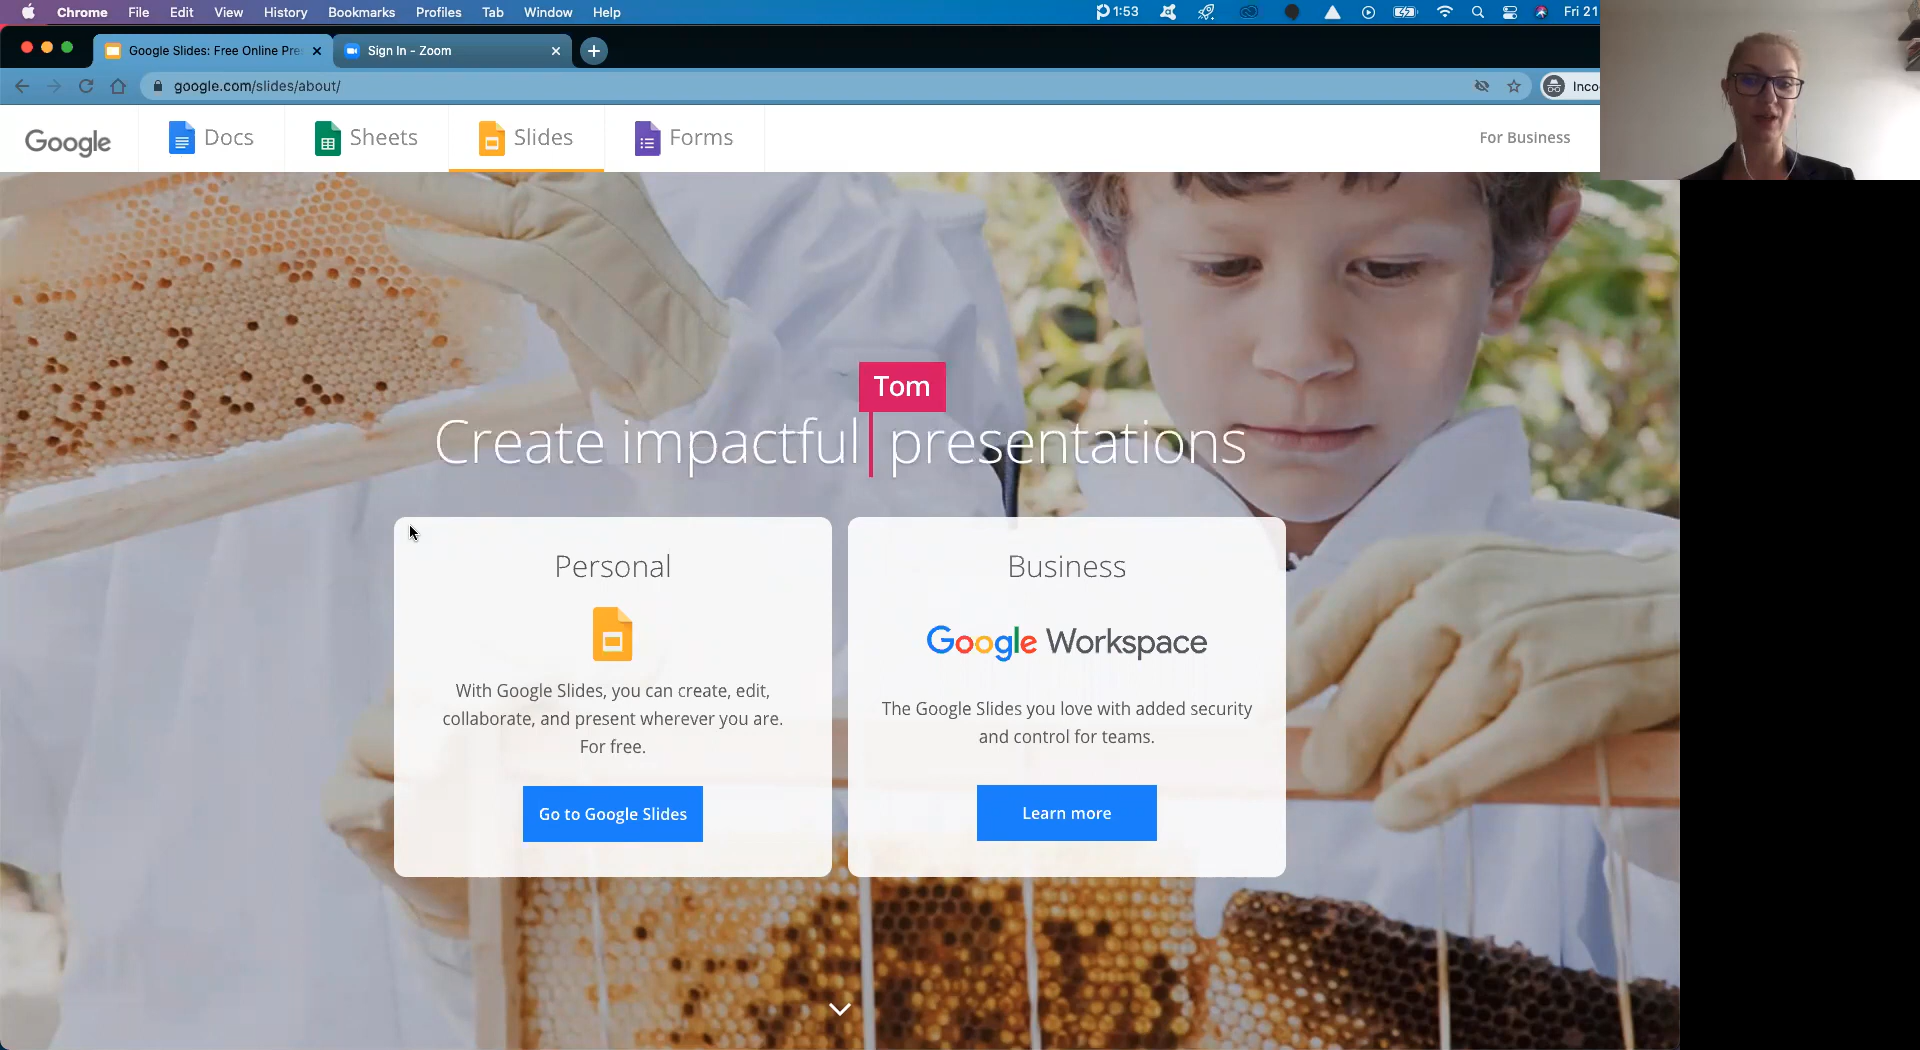 Chrome File Edit View History Bookmarks Profiles Tab Window Help 1:53 Fri 21
Google Slides: Free Online Pre
Sign In - Zoom
google.com/slides/about/
Inco
Google
Docs
Sheets
Slides
Forms
For Business
Tom
Create impactful presentations
Personal
With Google Slides, you can create, edit,
collaborate, and present wherever you are.
For free.
Go to Google Slides
Business
Google Workspace
The Google Slides you love with added security
and control for teams.
Learn more